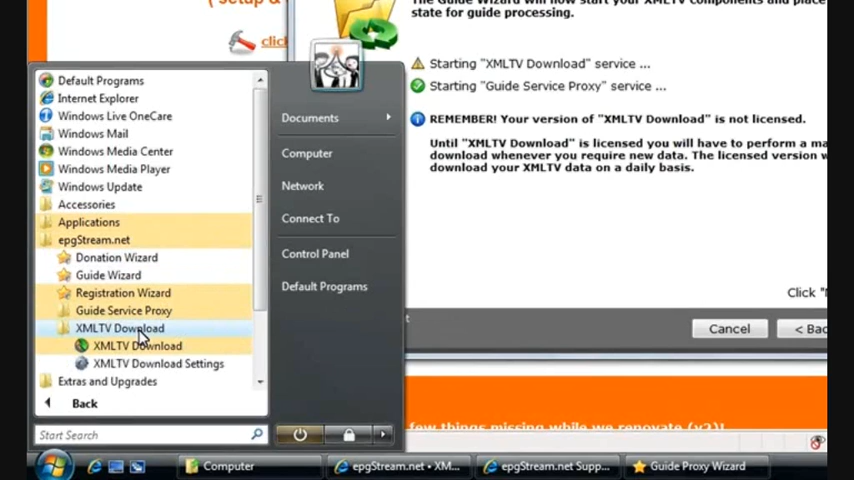 ( setup &
click
The Guide Wizard will now start your XMLTV components and place
state for guide processing.
Starting "XMLTV Download" service ...
Starting "Guide Service Proxy" service ...
REMEMBER! Your version of "XMLTV Download" is not licensed.
Until "XMLTV Download" is licensed you will have to perform a ma
download whenever you require new data. The licensed version w
download your XMLTV data on a daily basis.
Click "
Cancel
< Bac
few things missing while we renovate (v2)!
Default Programs
Internet Explorer
Windows Live OneCare
Windows Mail
Windows Media Center
Windows Media Player
Windows Update
Accessories
Applications
epgStream.net
Donation Wizard
Guide Wizard
Registration Wizard
Guide Service Proxy
XMLTV Download
XMLTV Download
XMLTV Download Settings
Extras and Upgrades
Back
Start Search
Documents
Computer
Network
Connect To
Control Panel
Default Programs
Computer
epgStream.net • XM...
epgStream.net Supp...
Guide Proxy Wizard